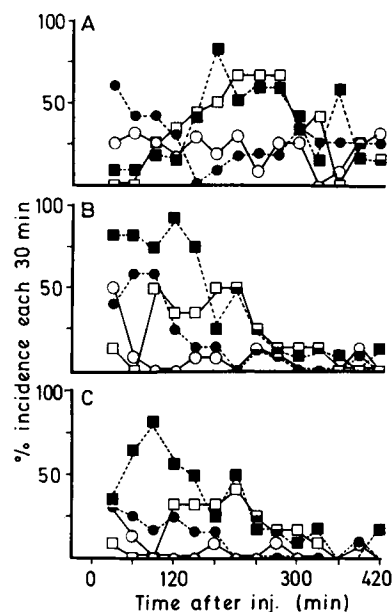 A
100
50
B
100
50
C
100
50
% incidence each 30 min
0 120 300 420
Time after inj. (min)